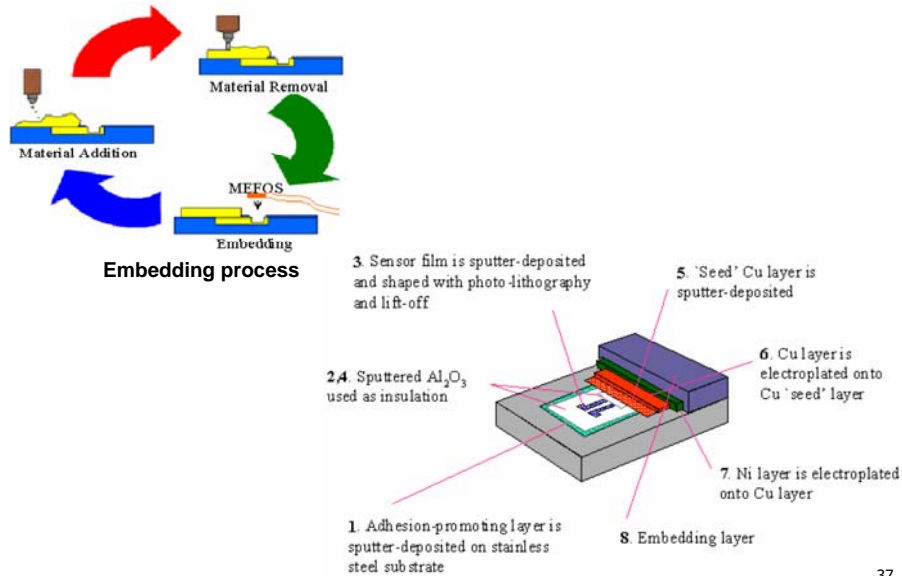 Material Removal
Material Addition
MEFOS
Embedding
Embedding process
3. Sensor film is sputter-deposited
and shaped with photo-lithography
and lift-off
5. `Seed' Cu layer is
sputter-deposited
2,4. Sputtered Al₂O₃
used as insulation
6. Cu layer is
electroplated onto
Cu `seed' layer
7. Ni layer is electroplated
onto Cu layer
1. Adhesion-promoting layer is
sputter-deposited on stainless
steel substrate
8. Embedding layer
37